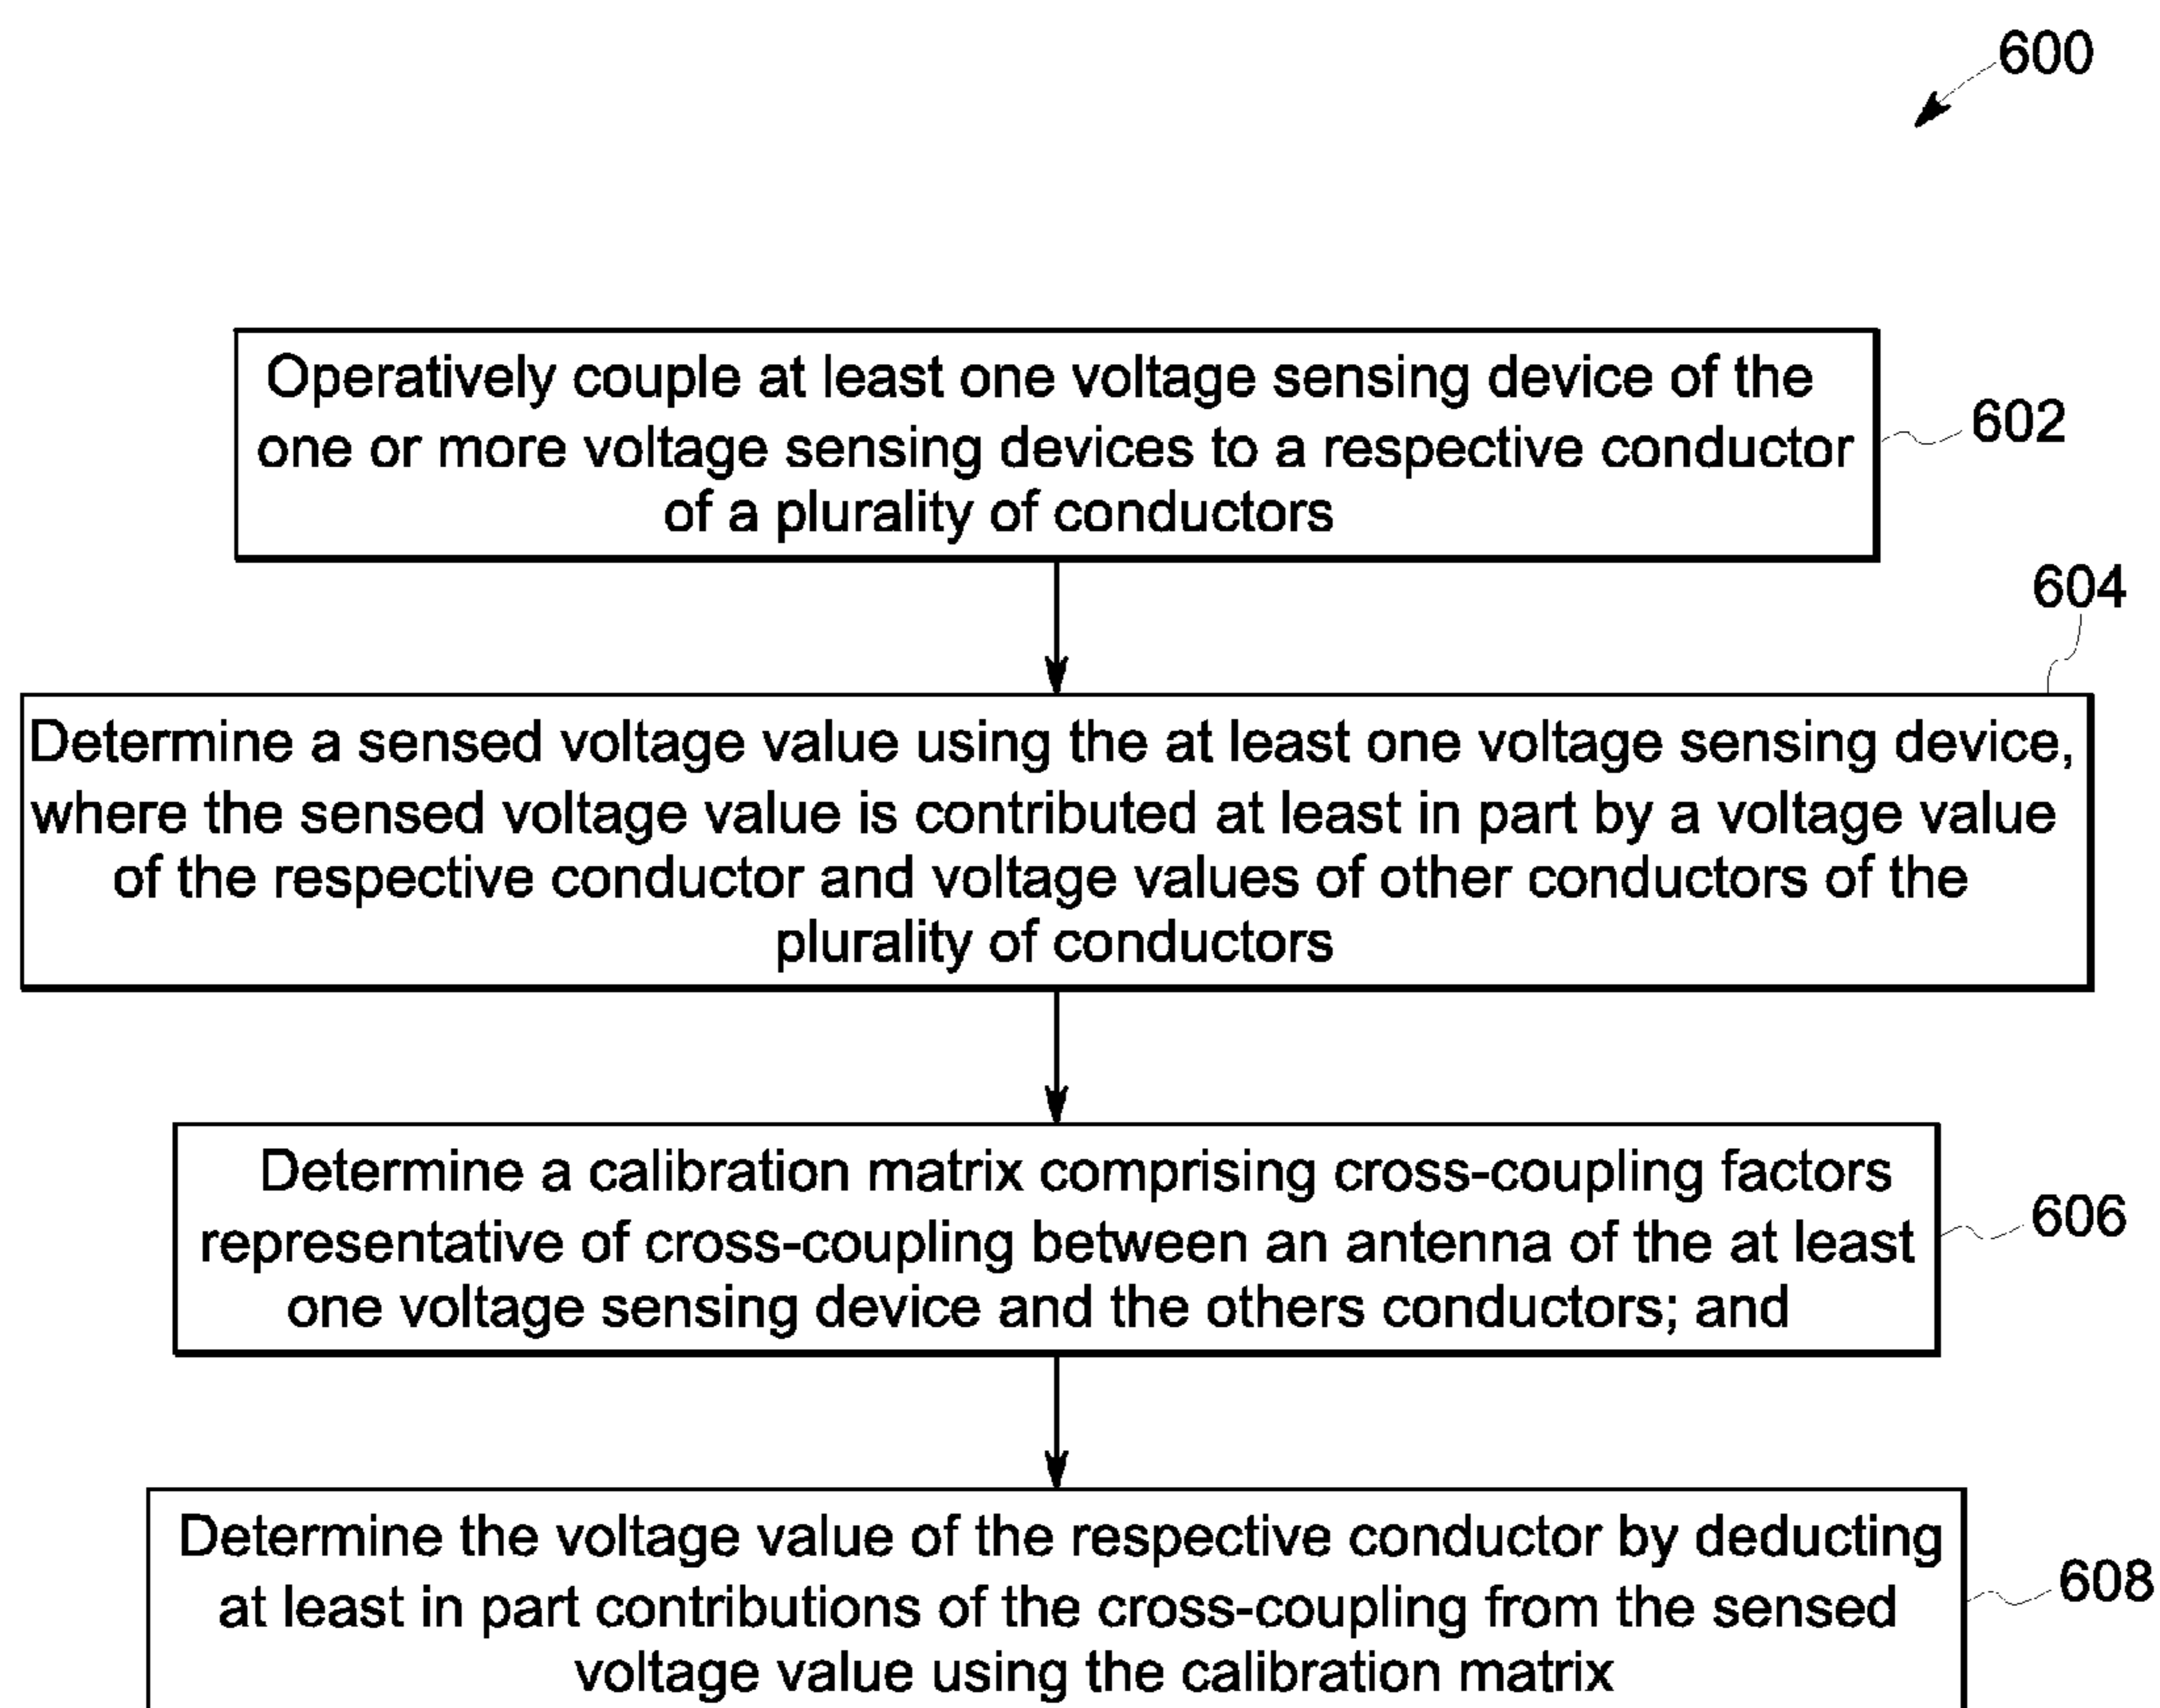 600
Operatively couple at least one voltage sensing device of the
one or more voltage sensing devices to a respective conductor
of a plurality of conductors
602
604
Determine a sensed voltage value using the at least one voltage sensing device,
where the sensed voltage value is contributed at least in part by a voltage value
of the respective conductor and voltage values of other conductors of the
plurality of conductors
Determine a calibration matrix comprising cross-coupling factors
representative of cross-coupling between an antenna of the at least
one voltage sensing device and the others conductors; and
606
Determine the voltage value of the respective conductor by deducting
at least in part contributions of the cross-coupling from the sensed
voltage value using the calibration matrix
608